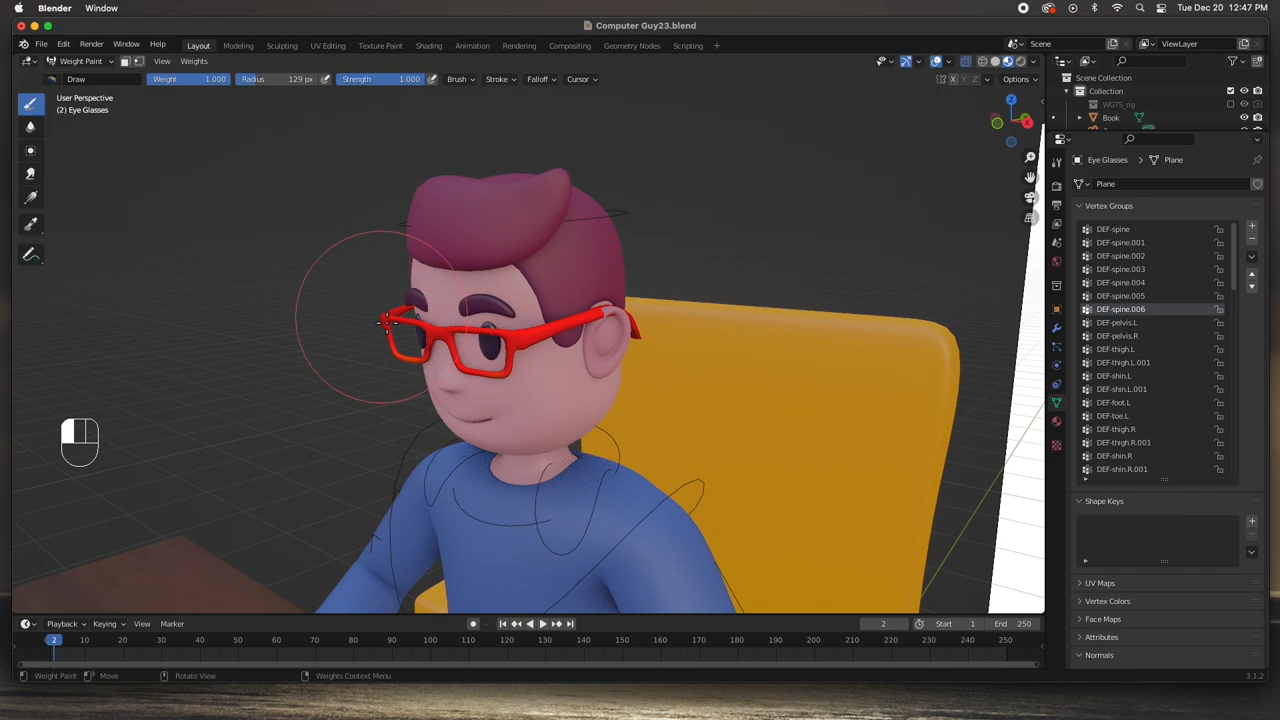 Blender Window Tue Dec 20 12:47 PM
Computer Guy23.blend
File Edit Render Window Help Layout Modeling Sculpting UV Editing Texture Paint Shading Animation Rendering Compositing Geometry Nodes Scripting + Scene ViewLayer
Weight Paint View Weights
Draw Weight 1.000 Radius 129 px Strength 1.000 Brush Stroke Falloff Cursor X Y Z Options
User Perspective
(2) Eye Glasses
Z
Scene Collection
Collection
WGTS_rig
Book
Eye Glasses > Plane
Plane
Vertex Groups
DEF-spine
DEF-spine.001
DEF-spine.002
DEF-spine.003
DEF-spine.004
DEF-spine.005
DEF-spine.006
DEF-pelvis.L
DEF-pelvis.R
DEF-thigh.L
DEF-thigh.L.001
DEF-shin.L
DEF-shin.L.001
DEF-foot.L
DEF-toe.L
DEF-thigh.R
DEF-thigh.R.001
DEF-shin.R
DEF-shin.R.001
Shape Keys
UV Maps
Vertex Colors
Face Maps
Attributes
Normals
Playback Keying View Marker 2 Start 1 End 250
2 10 20 30 40 50 60 70 80 90 100 110 120 130 140 150 160 170 180 190 200 210 220 230 240 250
Weight Paint Move Rotate View Weights Context Menu 3.1.2